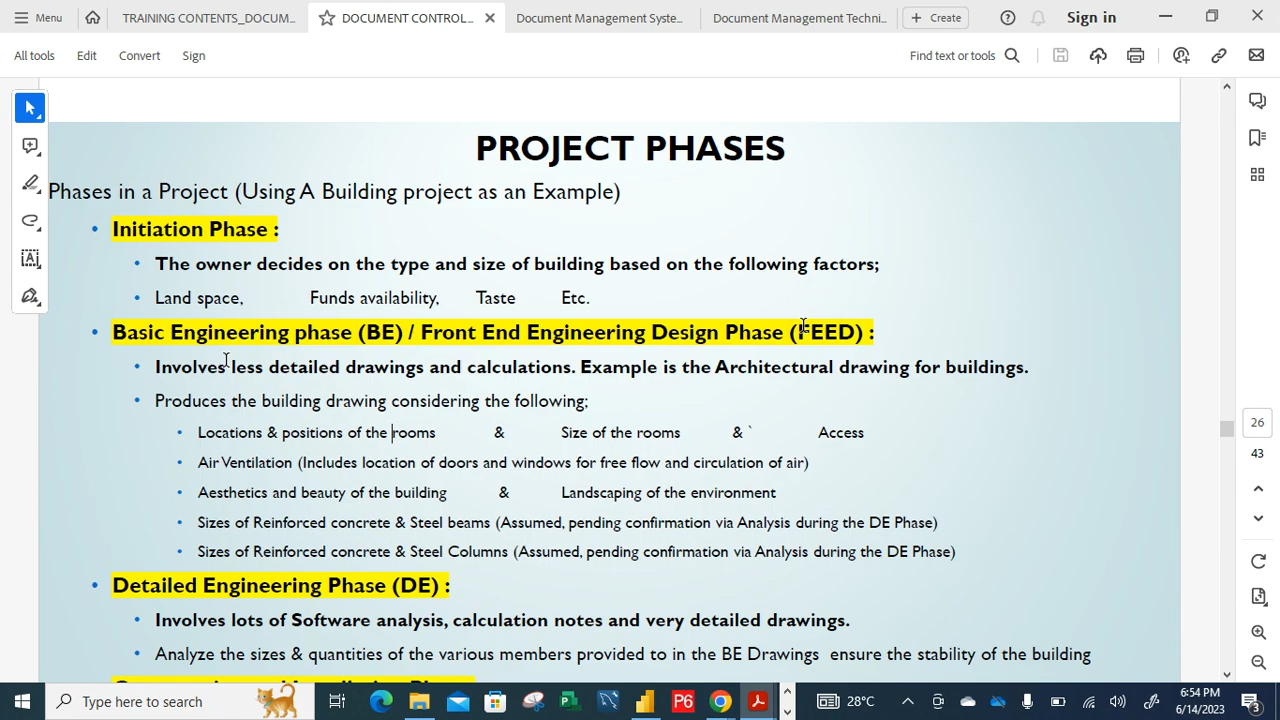 Menu TRAINING CONTENTS_DOCUM... DOCUMENT CONTROL... Document Management Syste... Document Management Techni... Create Sign in
All tools Edit Convert Sign Find text or tools
PROJECT PHASES
Phases in a Project (Using A Building project as an Example)
• Initiation Phase :
• The owner decides on the type and size of building based on the following factors;
• Land space, Funds availability, Taste Etc.
• Basic Engineering phase (BE) / Front End Engineering Design Phase (FEED) :
• Involves less detailed drawings and calculations. Example is the Architectural drawing for buildings.
• Produces the building drawing considering the following;
• Locations & positions of the rooms & Size of the rooms & ` Access
• Air Ventilation (Includes location of doors and windows for free flow and circulation of air)
• Aesthetics and beauty of the building & Landscaping of the environment
• Sizes of Reinforced concrete & Steel beams (Assumed, pending confirmation via Analysis during the DE Phase)
• Sizes of Reinforced concrete & Steel Columns (Assumed, pending confirmation via Analysis during the DE Phase)
• Detailed Engineering Phase (DE) :
• Involves lots of Software analysis, calculation notes and very detailed drawings.
• Analyze the sizes & quantities of the various members provided to in the BE Drawings ensure the stability of the building
26
43
Type here to search P6 28°C 6:54 PM
6/14/2023 3